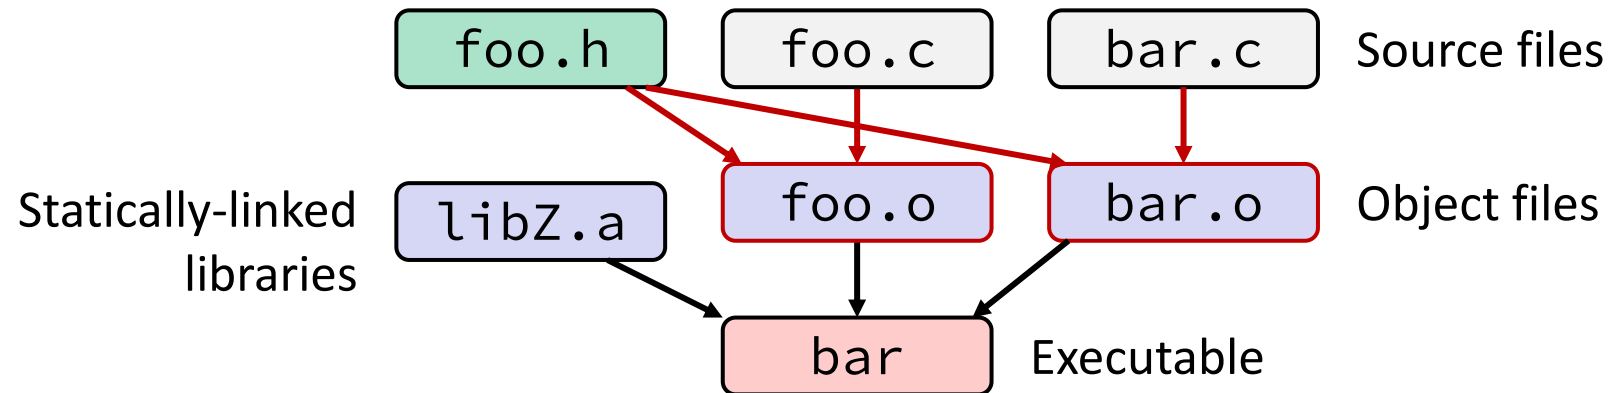 foo.h foo.c bar.c Source files
Statically-linked
libraries
libZ.a foo.o bar.o Object files
bar Executable